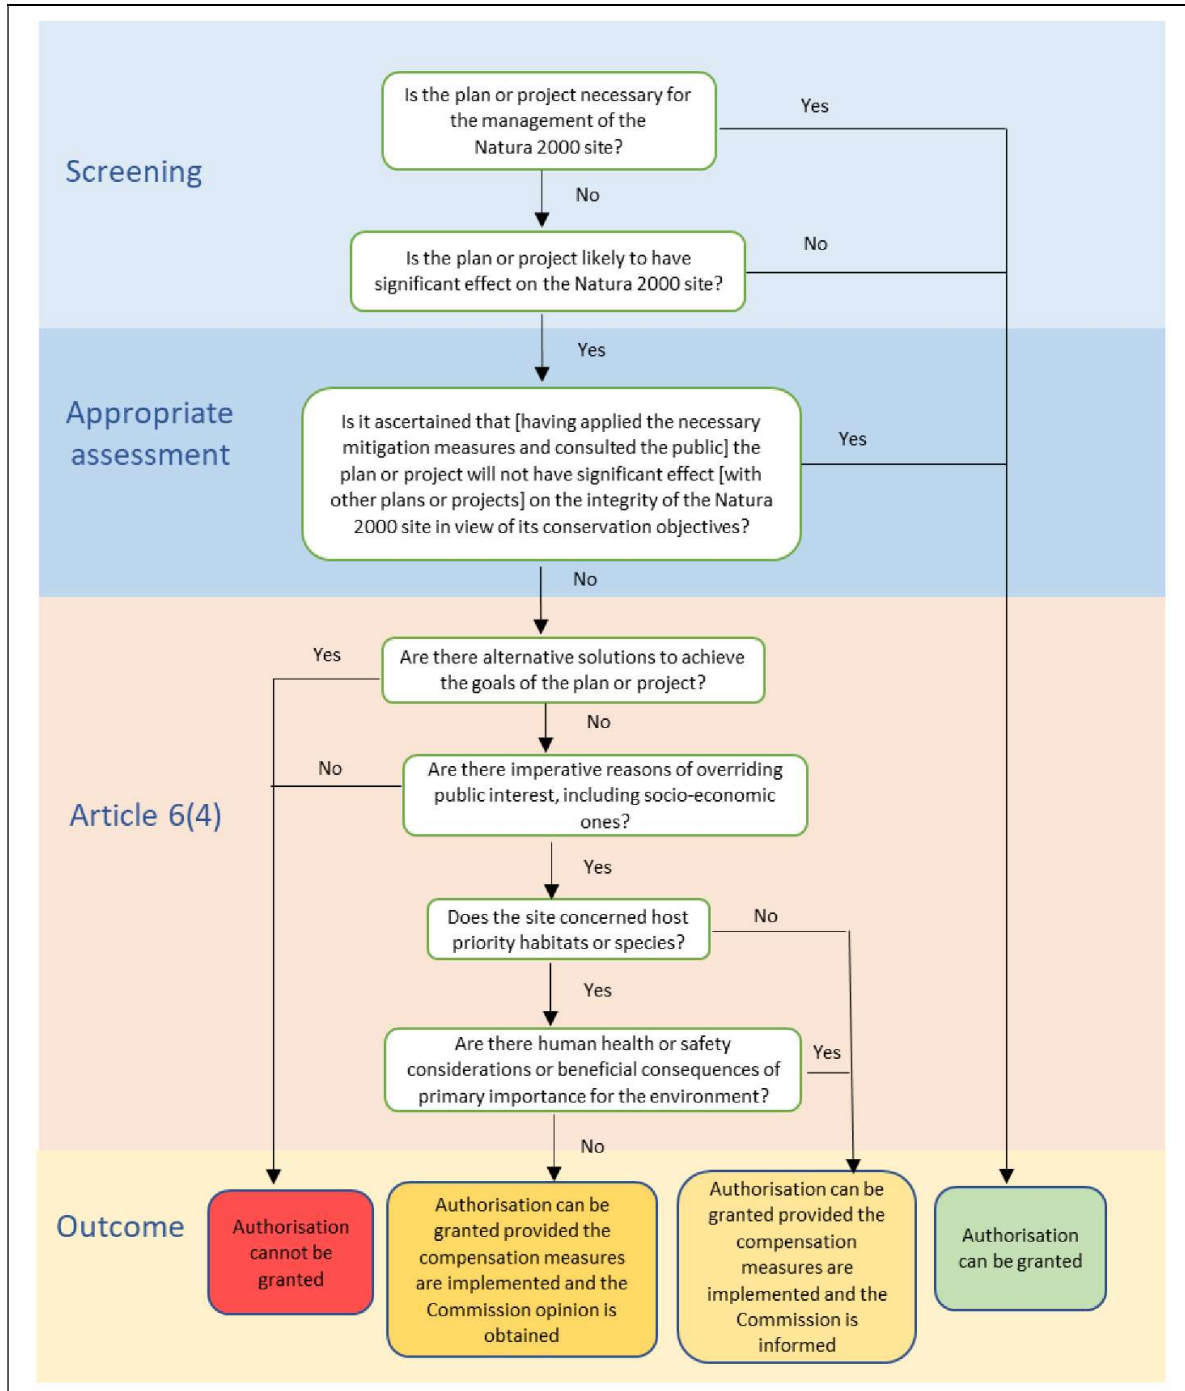 Is the plan or project necessary for
the management of the
Natura 2000 site?
Yes
Screening
No
Is the plan or project likely to have
significant effect on the Natura 2000 site?
No
Yes
Appropriate
assessment
Is it ascertained that [having applied the necessary
mitigation measures and consulted the public] the
plan or project will not have significant effect [with
other plans or projects] on the integrity of the Natura
2000 site in view of its conservation objectives?
Yes
No
Yes
Are there alternative solutions to achieve
the goals of the plan or project?
No
No
Are there imperative reasons of overriding
public interest, including socio-economic
ones?
Article 6(4)
Yes
Does the site concerned host
priority habitats or species?
No
Yes
Are there human health or safety
considerations or beneficial consequences of
primary importance for the environment?
Yes
No
Outcome
Authorisation
cannot be
granted
Authorisation can be
granted provided the
compensation measures
are implemented and the
Commission opinion is
obtained
Authorisation can be
granted provided the
compensation
measures are
implemented and the
Commission is
informed
Authorisation
can be granted